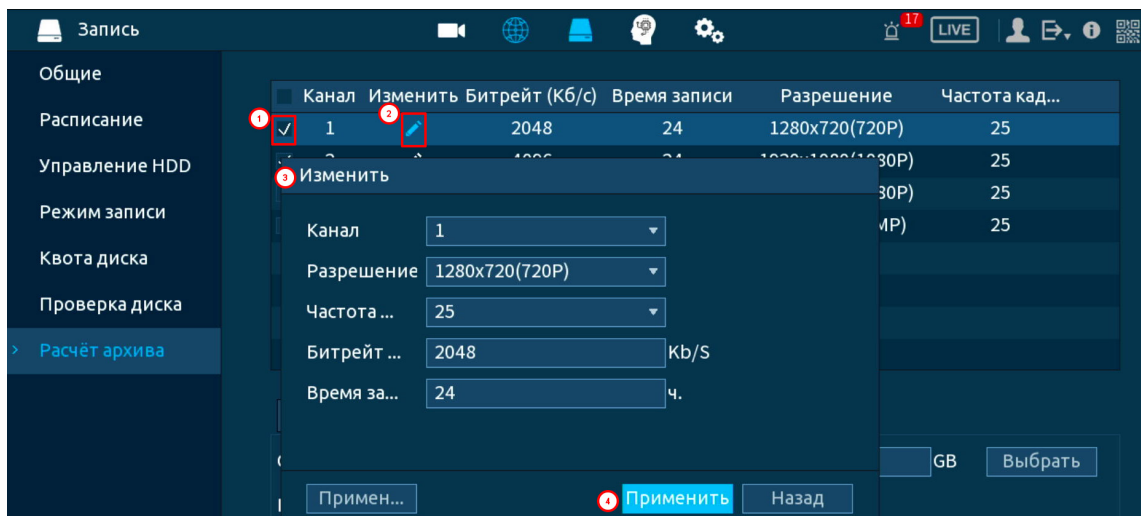 Запись
17
LIVE
Общие
Расписание
Управление HDD
Режим записи
Квота диска
Проверка диска
Расчёт архива
Канал Изменить Битрейт (Кб/с) Время записи Разрешение Частота кад...
1 2
1 2048 24 1280x720(720P) 25
25
25
25
3 Изменить
Канал 1
Разрешение 1280x720(720P)
Частота ... 25
Битрейт ... 2048 Kb/S
Время за... 24 ч.
GB Выбрать
Примен... 4 Применить Назад